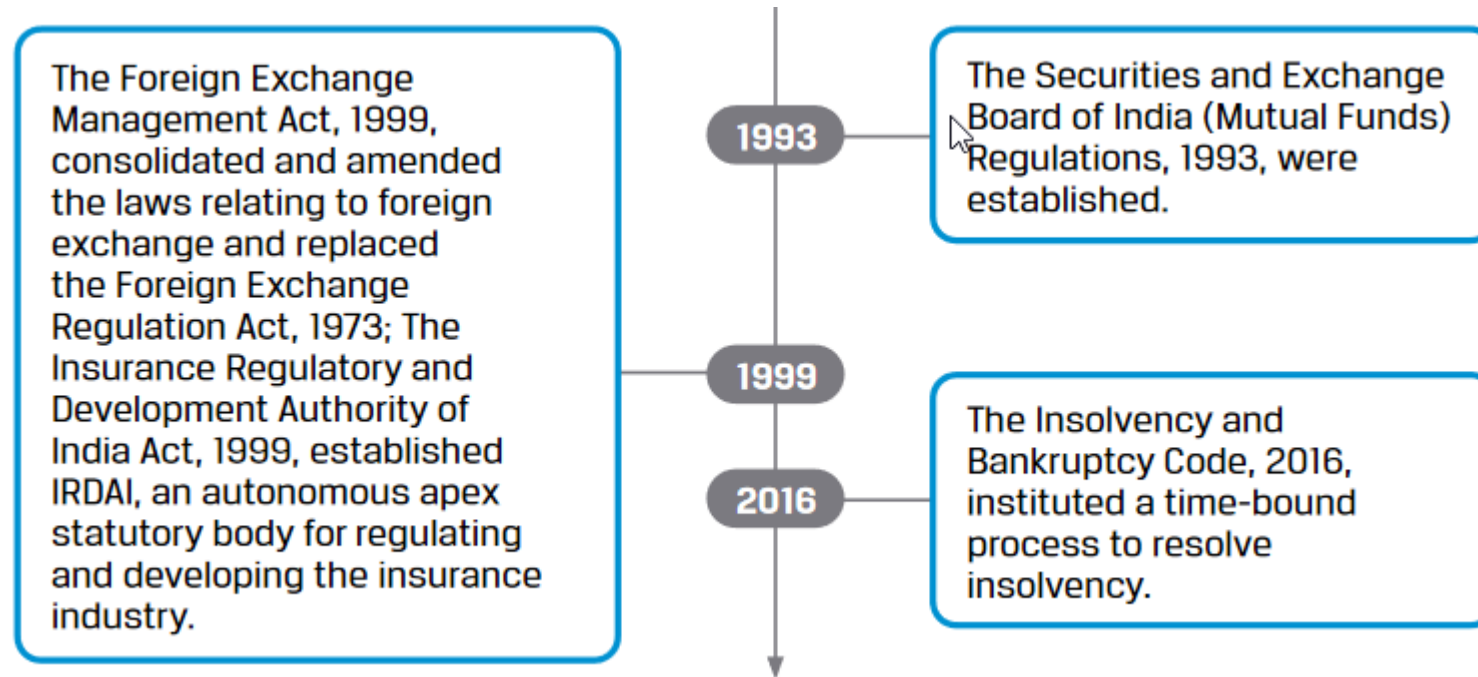 1993
The Securities and Exchange
Board of India (Mutual Funds)
Regulations, 1993, were
established.
The Foreign Exchange
Management Act, 1999,
consolidated and amended
the laws relating to foreign
exchange and replaced
the Foreign Exchange
Regulation Act, 1973; The
Insurance Regulatory and
Development Authority of
India Act, 1999, established
IRDAI, an autonomous apex
statutory body for regulating
and developing the insurance
industry.
1999
2016
The Insolvency and
Bankruptcy Code, 2016,
instituted a time-bound
process to resolve
insolvency.